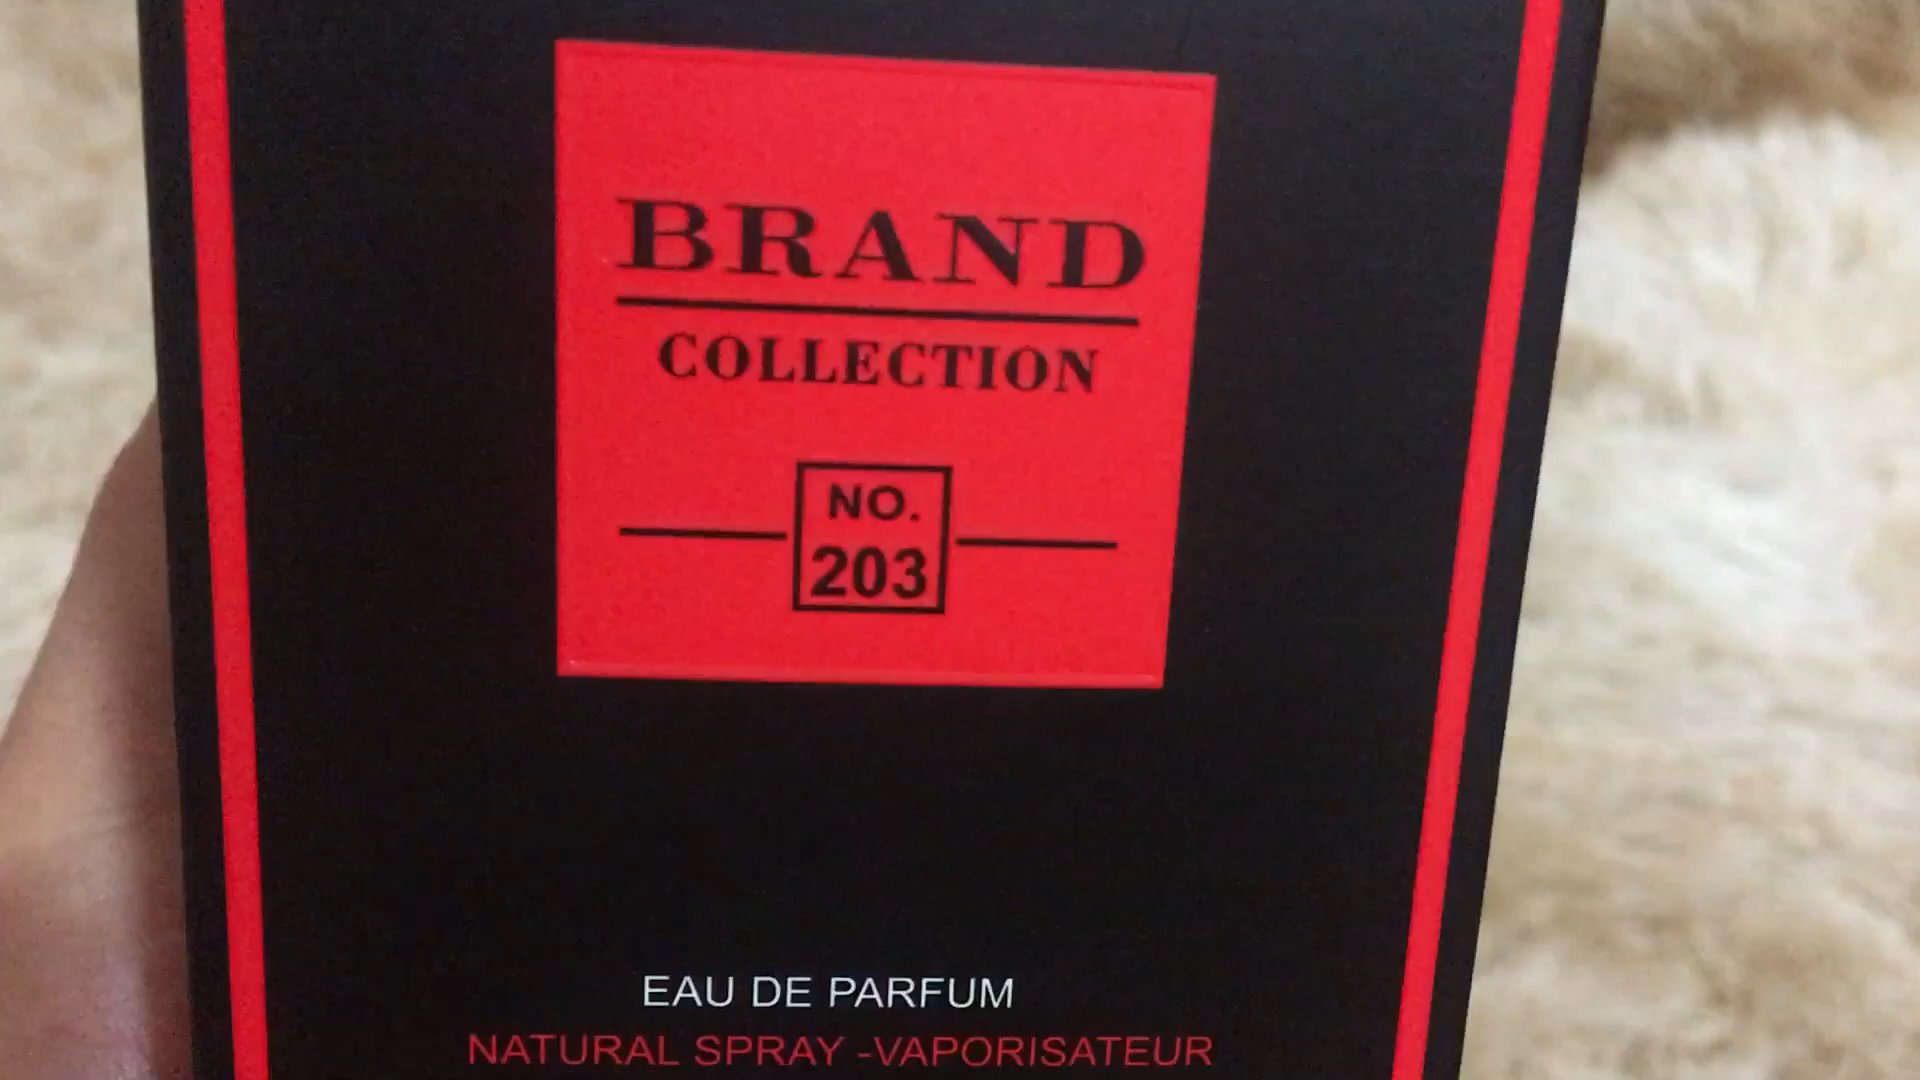 BRAND
COLLECTION
NO.
203
EAU DE PARFUM
NATURAL SPRAY -VAPORISATEUR